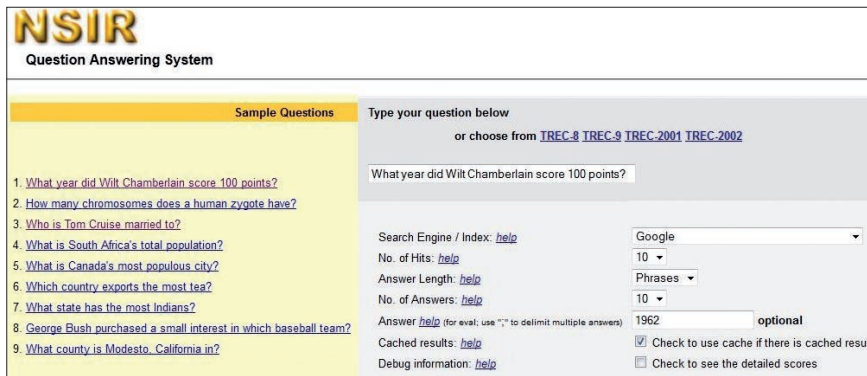 NSIR
Question Answering System
Sample Questions
1. What year did Wilt Chamberlain score 100 points?
2. How many chromosomes does a human zygote have?
3. Who is Tom Cruise married to?
4. What is South Africa's total population?
5. What is Canada's most populous city?
6. Which country exports the most tea?
7. What state has the most Indians?
8. George Bush purchased a small interest in which baseball team?
9. What county is Modesto, California in?
Type your question below
or choose from TREC-8 TREC-9 TREC-2001 TREC-2002
What year did Wilt Chamberlain score 100 points?
Search Engine / Index: help Google
No. of Hits: help 10
Answer Length: help Phrases
No. of Answers: help 10
Answer help (for eval; use ";" to delimit multiple answers) 1962 optional
Cached results: help Check to use cache if there is cached resu
Debug information: help Check to see the detailed scores